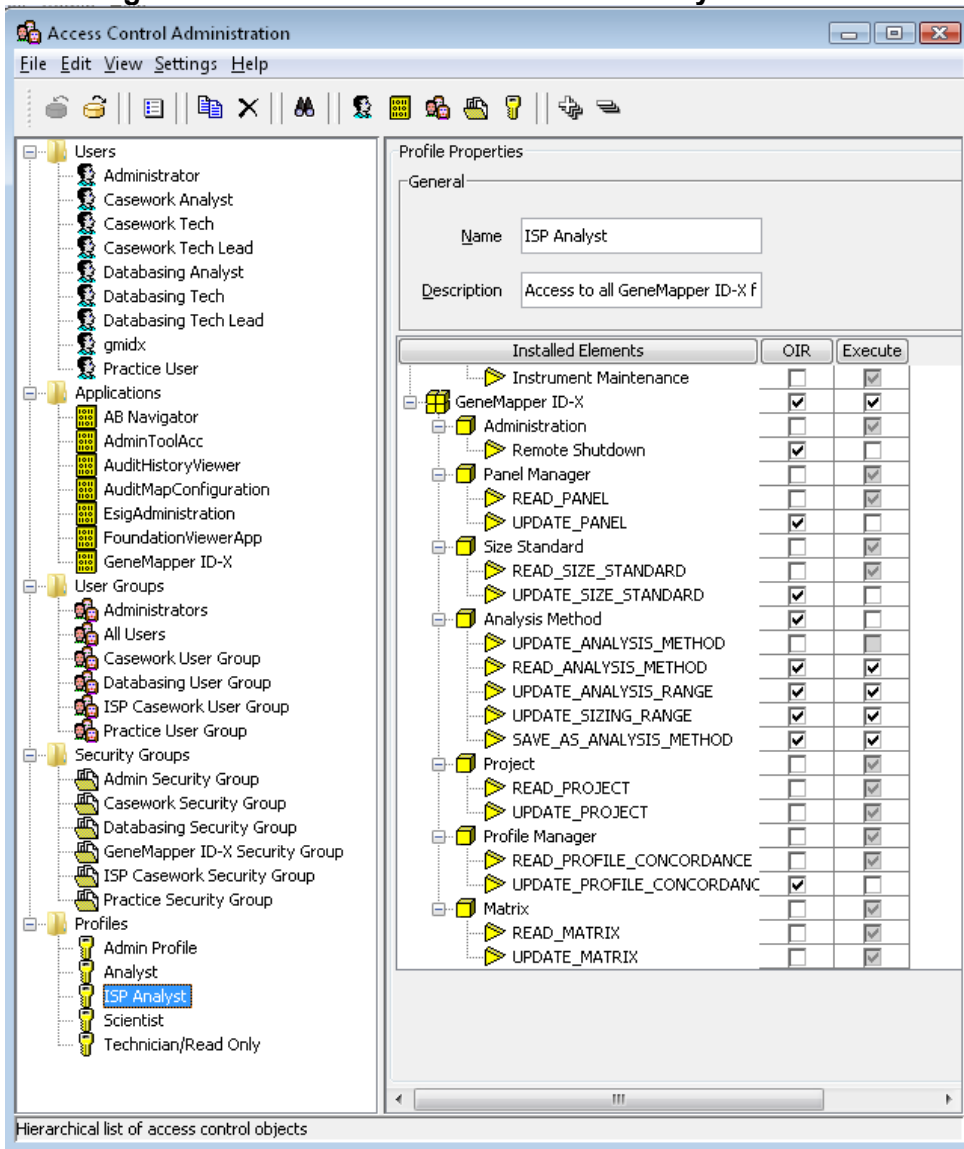 Access Control Administration
File Edit View Settings Help
Users
Administrator
Casework Analyst
Casework Tech
Casework Tech Lead
Databasing Analyst
Databasing Tech
Databasing Tech Lead
gmidx
Practice User
Applications
AB Navigator
AdminToolAcc
AuditHistoryViewer
AuditMapConfiguration
EsigAdministration
FoundationViewerApp
GeneMapper ID-X
User Groups
Administrators
All Users
Casework User Group
Databasing User Group
ISP Casework User Group
Practice User Group
Security Groups
Admin Security Group
Casework Security Group
Databasing Security Group
GeneMapper ID-X Security Group
ISP Casework Security Group
Practice Security Group
Profiles
Admin Profile
Analyst
ISP Analyst
Scientist
Technician/Read Only
Profile Properties
General
Name ISP Analyst
Description Access to all GeneMapper ID-X f
Installed Elements OIR Execute
Instrument Maintenance
GeneMapper ID-X
Administration
Remote Shutdown
Panel Manager
READ_PANEL
UPDATE_PANEL
Size Standard
READ_SIZE_STANDARD
UPDATE_SIZE_STANDARD
Analysis Method
UPDATE_ANALYSIS_METHOD
READ_ANALYSIS_METHOD
UPDATE_ANALYSIS_RANGE
UPDATE_SIZING_RANGE
SAVE_AS_ANALYSIS_METHOD
Project
READ_PROJECT
UPDATE_PROJECT
Profile Manager
READ_PROFILE_CONCORDANCE
UPDATE_PROFILE_CONCORDANC
Matrix
READ_MATRIX
UPDATE_MATRIX
Hierarchical list of access control objects